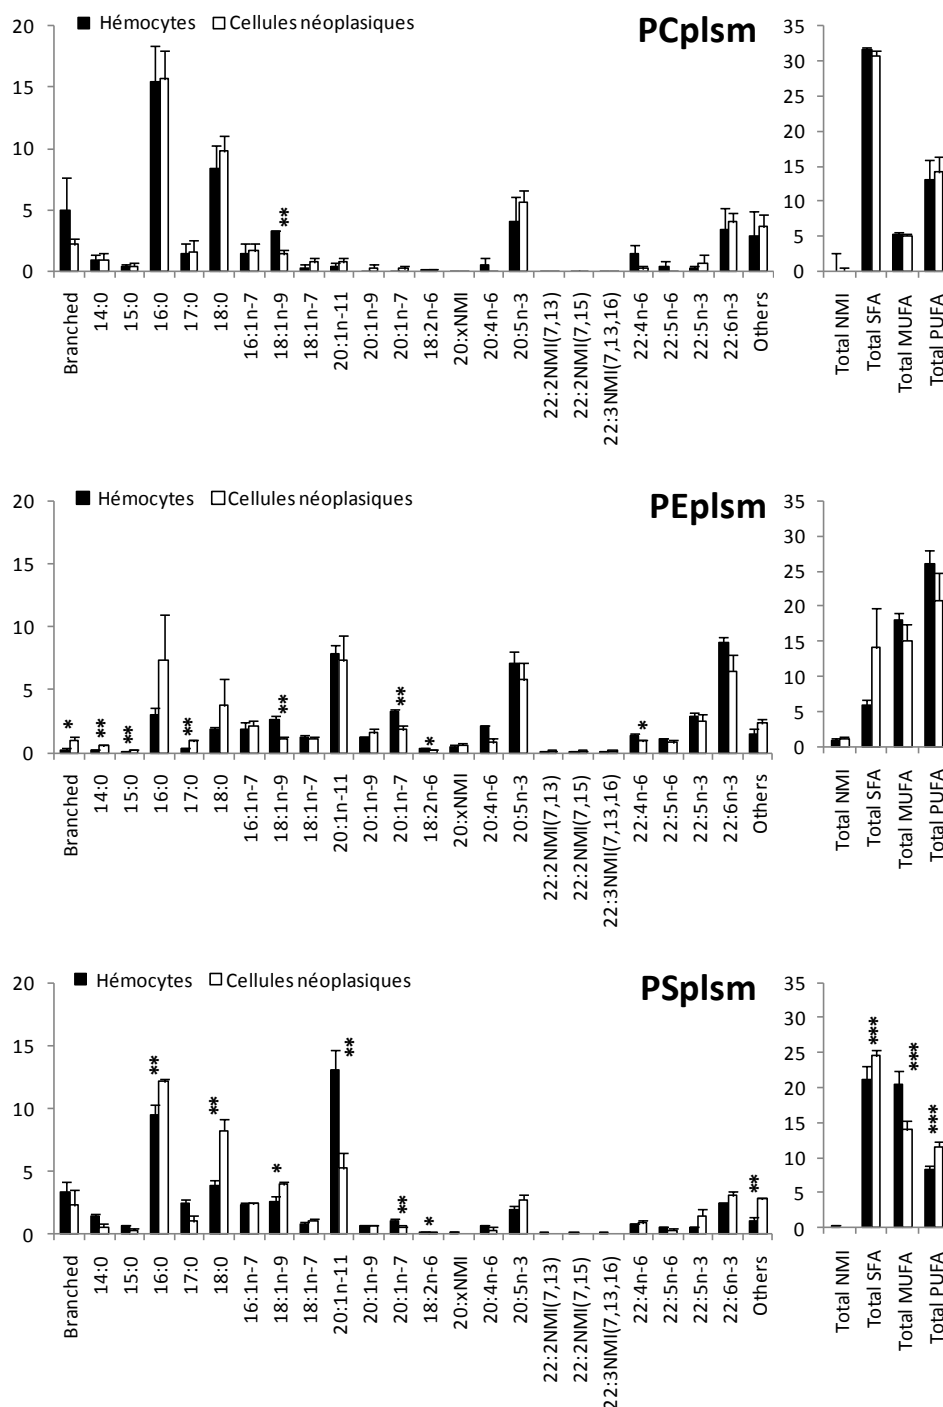 ■ Hémocytes □ Cellules néoplasiques
PCplsm
20
15
10
5
0
Branched
14:0
15:0
16:0
17:0
18:0
16:1n-7
18:1n-9
18:1n-7
20:1n-11
20:1n-9
20:1n-7
18:2n-6
20:xNMI
20:4n-6
20:5n-3
22:2NMI(7,13)
22:2NMI(7,15)
22:3NMI(7,13,16)
22:4n-6
22:5n-6
22:5n-3
22:6n-3
Others
**
35
30
25
20
15
10
5
0
Total NMI
Total SFA
Total MUFA
Total PUFA
■ Hémocytes □ Cellules néoplasiques
PEplsm
20
15
10
5
0
*
**
**
**
**
**
*
*
Branched
14:0
15:0
16:0
17:0
18:0
16:1n-7
18:1n-9
18:1n-7
20:1n-11
20:1n-9
20:1n-7
18:2n-6
20:xNMI
20:4n-6
20:5n-3
22:2NMI(7,13)
22:2NMI(7,15)
22:3NMI(7,13,16)
22:4n-6
22:5n-6
22:5n-3
22:6n-3
Others
35
30
25
20
15
10
5
0
Total NMI
Total SFA
Total MUFA
Total PUFA
■ Hémocytes □ Cellules néoplasiques
PSplsm
20
15
10
5
0
**
**
*
**
**
*
**
Branched
14:0
15:0
16:0
17:0
18:0
16:1n-7
18:1n-9
18:1n-7
20:1n-11
20:1n-9
20:1n-7
18:2n-6
20:xNMI
20:4n-6
20:5n-3
22:2NMI(7,13)
22:2NMI(7,15)
22:3NMI(7,13,16)
22:4n-6
22:5n-6
22:5n-3
22:6n-3
Others
35
30
25
20
15
10
5
0
***
***
***
Total NMI
Total SFA
Total MUFA
Total PUFA